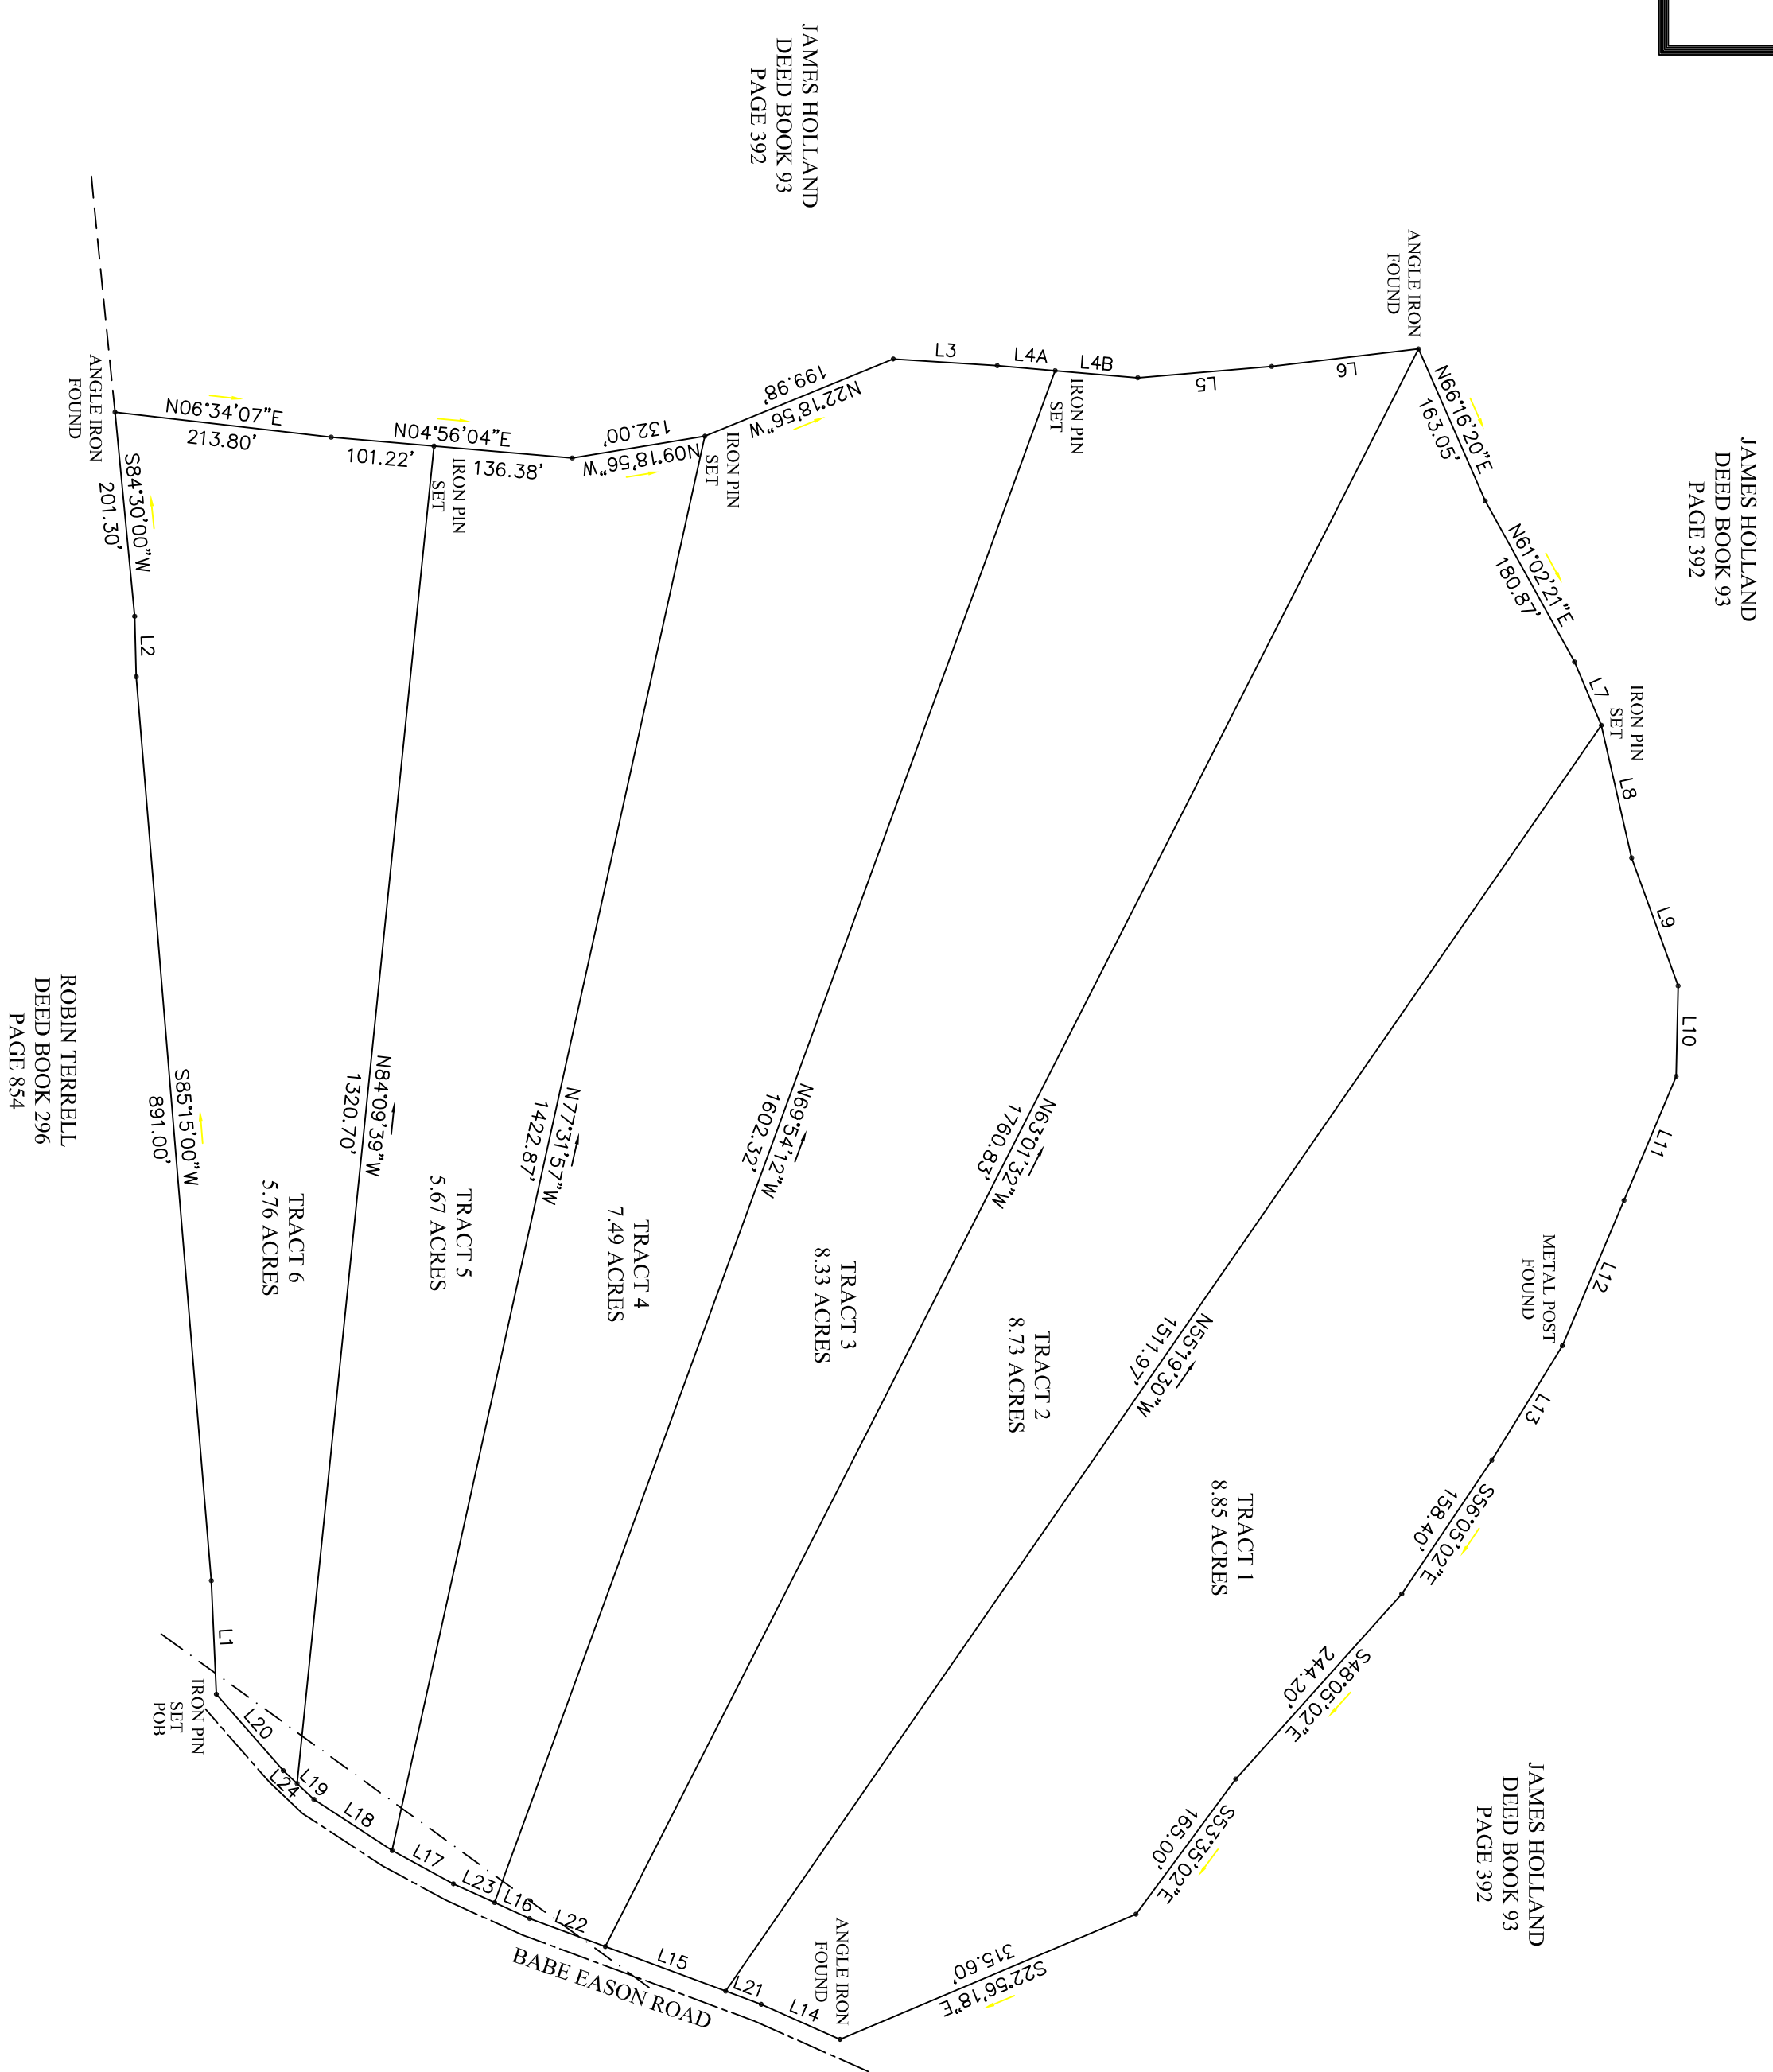 JAMES HOLLAND
DEED BOOK 93
PAGE 392
JAMES HOLLAND
DEED BOOK 93
PAGE 392
JAMES HOLLAND
DEED BOOK 93
PAGE 392
ROBIN TERRELL
DEED BOOK 296
PAGE 854
ANGLE IRON
FOUND
N66°16'20"E
163.05'
N61°02'21"E
180.87'
L7
IRON PIN
SET
L8
L9
L10
L11
L12
METAL POST
FOUND
L13
S56°05'02"E
158.40'
S48°05'02"E
244.20'
S53°35'02"E
165.00'
S22°56'18"E
315.60'
ANGLE IRON
FOUND
L14
L21
L15
L22
L16
L23
L17
L18
L19
L24
L20
BABE EASON ROAD
IRON PIN
SET
POB
L1
S85°15'00"W
891.00'
L2
S84°30'00"W
201.30'
ANGLE IRON
FOUND
N06°34'07"E
213.80'
N04°56'04"E
101.22'
136.38'
IRON PIN
SET
N09°18'56"W
132.00'
IRON PIN
SET
N22°18'56"W
199.98'
L3
L4A
L4B
IRON PIN
SET
L5
L6
N55°19'30"W
1511.97'
N63°01'32"W
1760.83'
N69°54'12"W
1602.32'
N77°31'57"W
1422.87'
N84°09'39"W
1320.70'
TRACT 1
8.85 ACRES
TRACT 2
8.73 ACRES
TRACT 3
8.33 ACRES
TRACT 4
7.49 ACRES
TRACT 5
5.67 ACRES
TRACT 6
5.76 ACRES